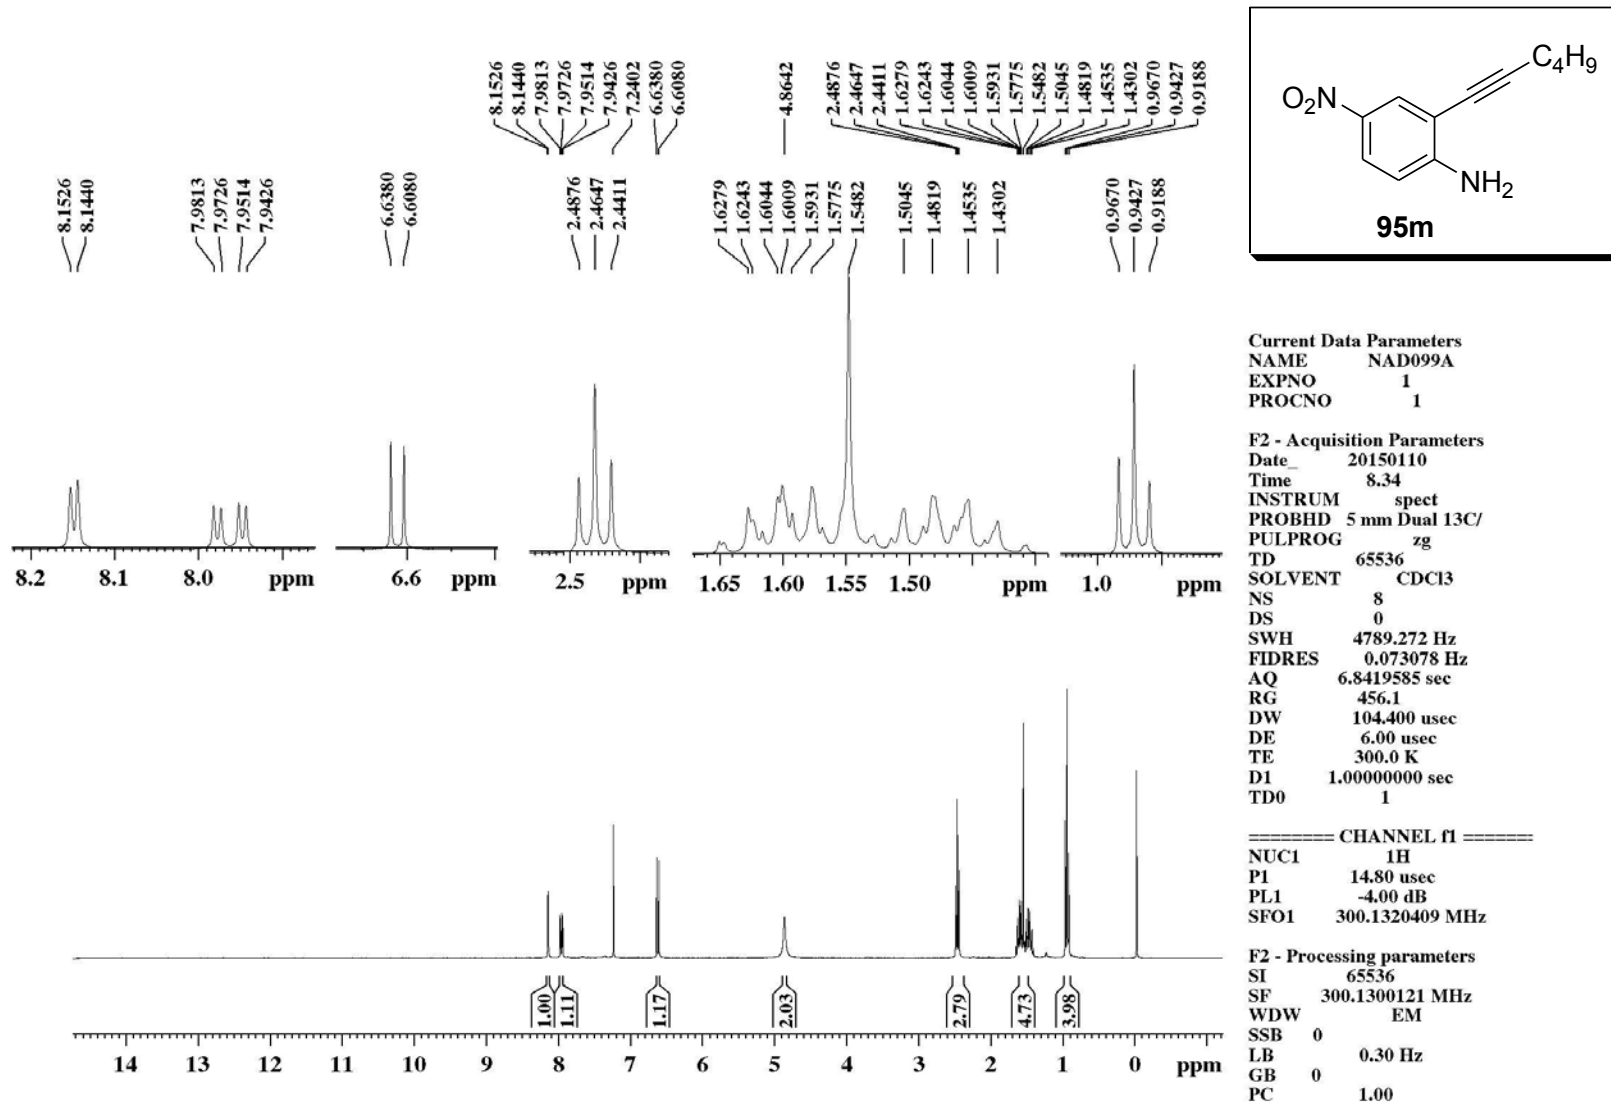 8.1526
8.1440
7.9813
7.9726
7.9514
7.9426
7.2402
6.6380
6.6080
4.8642
2.4876
2.4647
2.4411
1.6279
1.6243
1.6044
1.6009
1.5931
1.5775
1.5482
1.5045
1.4819
1.4535
1.4302
0.9670
0.9427
0.9188
8.1526
8.1440
7.9813
7.9726
7.9514
7.9426
6.6380
6.6080
2.4876
2.4647
2.4411
1.6279
1.6243
1.6044
1.6009
1.5931
1.5775
1.5482
1.5045
1.4819
1.4535
1.4302
0.9670
0.9427
0.9188
8.2 8.1 8.0 ppm
6.6 ppm
2.5 ppm
1.65 1.60 1.55 1.50 ppm
1.0 ppm
1.00
1.11
1.17
2.03
2.79
4.73
3.98
14 13 12 11 10 9 8 7 6 5 4 3 2 1 0 ppm
C4H9
O2N
NH2
95m
Current Data Parameters
NAME NAD099A
EXPNO 1
PROCNO 1
F2 - Acquisition Parameters
Date_ 20150110
Time 8.34
INSTRUM spect
PROBHD 5 mm Dual 13C/
PULPROG zg
TD 65536
SOLVENT CDCl3
NS 8
DS 0
SWH 4789.272 Hz
FIDRES 0.073078 Hz
AQ 6.8419585 sec
RG 456.1
DW 104.400 usec
DE 6.00 usec
TE 300.0 K
D1 1.00000000 sec
TD0 1
======== CHANNEL f1 =======
NUC1 1H
P1 14.80 usec
PL1 -4.00 dB
SFO1 300.1320409 MHz
F2 - Processing parameters
SI 65536
SF 300.1300121 MHz
WDW EM
SSB 0
LB 0.30 Hz
GB 0
PC 1.00